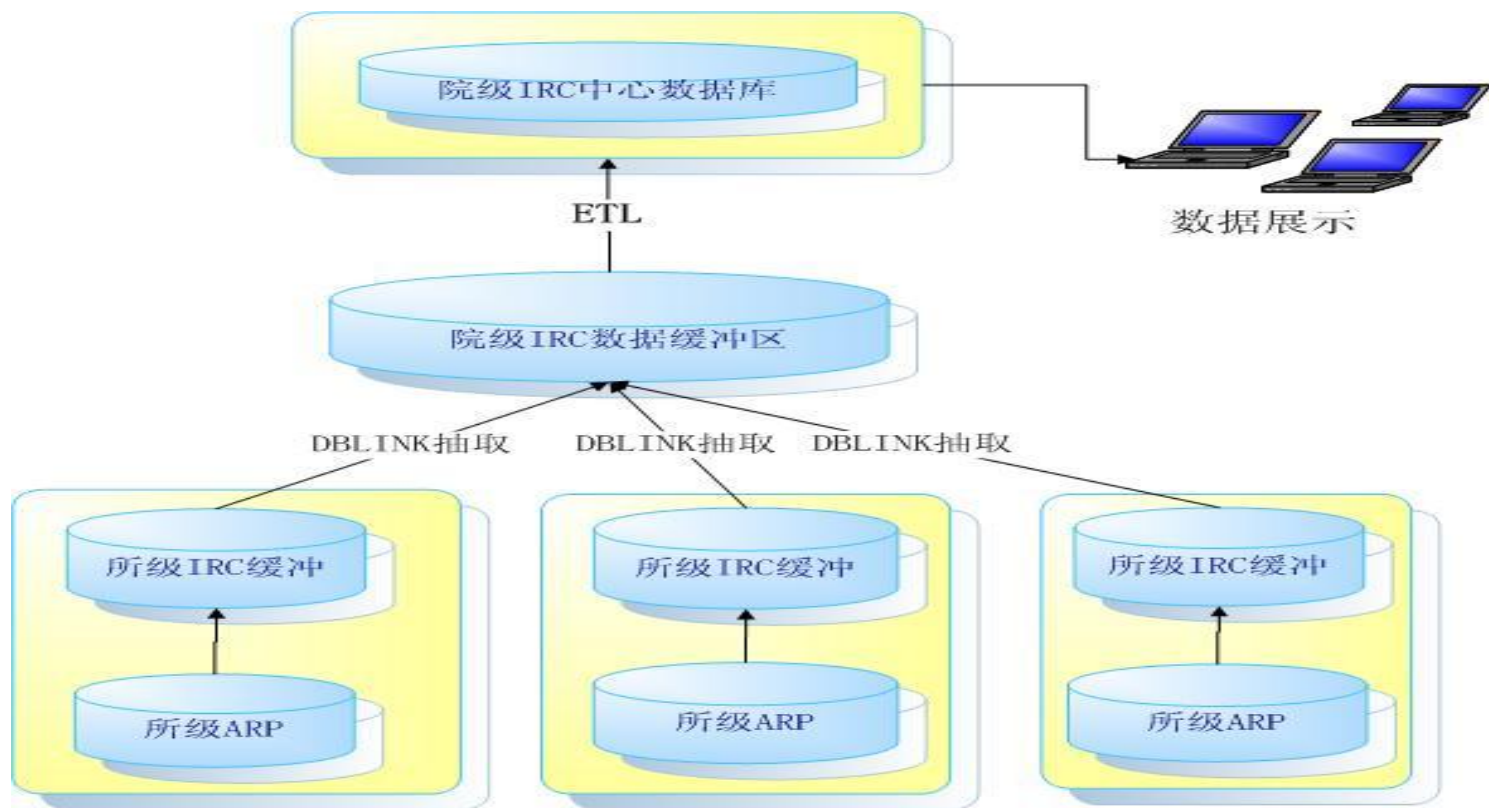 院级IRC中心数据库
ETL
数据展示
院级IRC数据缓冲区
DBLINK抽取
DBLINK抽取
DBLINK抽取
所级IRC缓冲
所级IRC缓冲
所级IRC缓冲
所级ARP
所级ARP
所级ARP